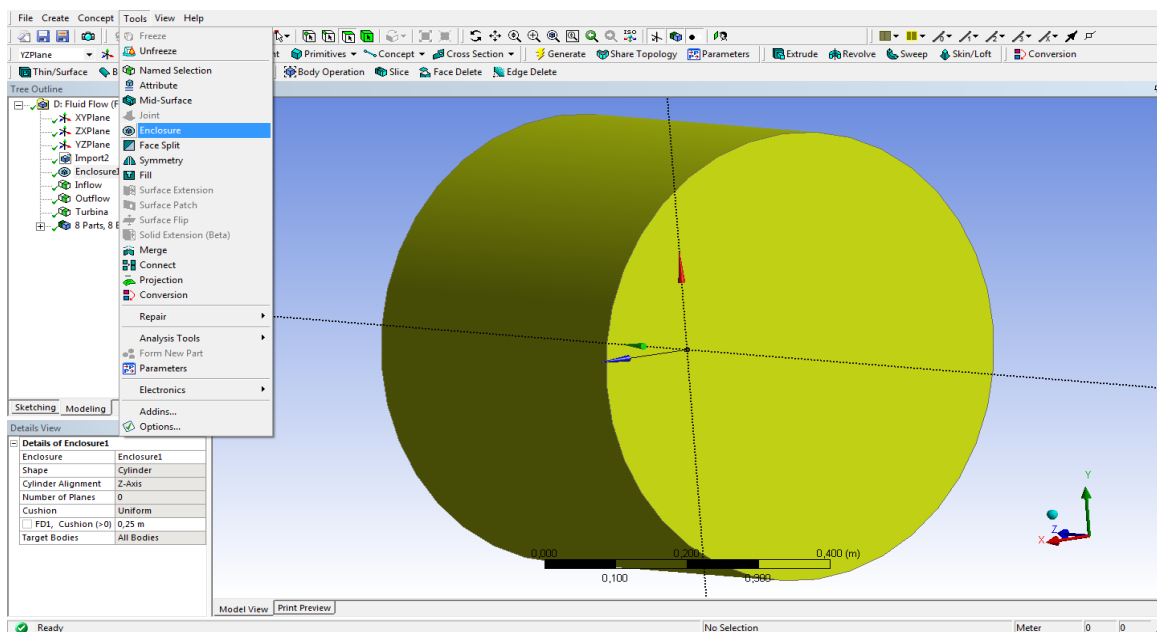 File Create Concept Tools View Help
YZPlane
Primitives Concept Cross Section Generate Share Topology Parameters Extrude Revolve Sweep Skin/Loft Conversion
Thin/Surface Body Operation Slice Face Delete Edge Delete
Freeze
Unfreeze
Named Selection
Attribute
Mid-Surface
Joint
Enclosure
Face Split
Symmetry
Fill
Surface Extension
Surface Patch
Surface Flip
Solid Extension (Beta)
Merge
Connect
Projection
Conversion
Repair
Analysis Tools
Form New Part
Parameters
Electronics
Addins...
Options...
Tree Outline
D: Fluid Flow (F
XYPlane
ZXPlane
YZPlane
Import2
Enclosure1
Inflow
Outflow
Turbina
8 Parts, 8 B
Sketching Modeling
Details View
Details of Enclosure1
Enclosure Enclosure1
Shape Cylinder
Cylinder Alignment Z-Axis
Number of Planes 0
Cushion Uniform
FD1, Cushion (>0) 0,25 m
Target Bodies All Bodies
Y
Z
X
0,000 0,200 0,400 (m)
0,100 0,300
Model View Print Preview
Ready No Selection Meter 0 0